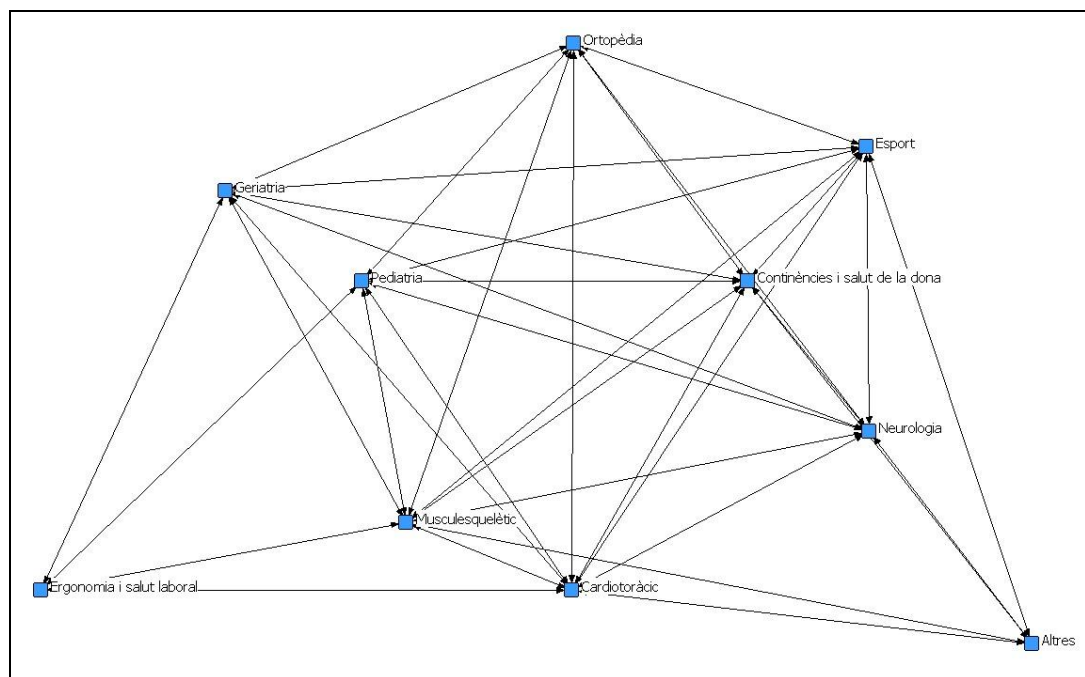 Ortopèdia
Esport
Geriatria
Pediatria
Continències i salut de la dona
Neurologia
Musculesquelètic
Ergonomia i salut laboral
Cardiotoràcic
Altres